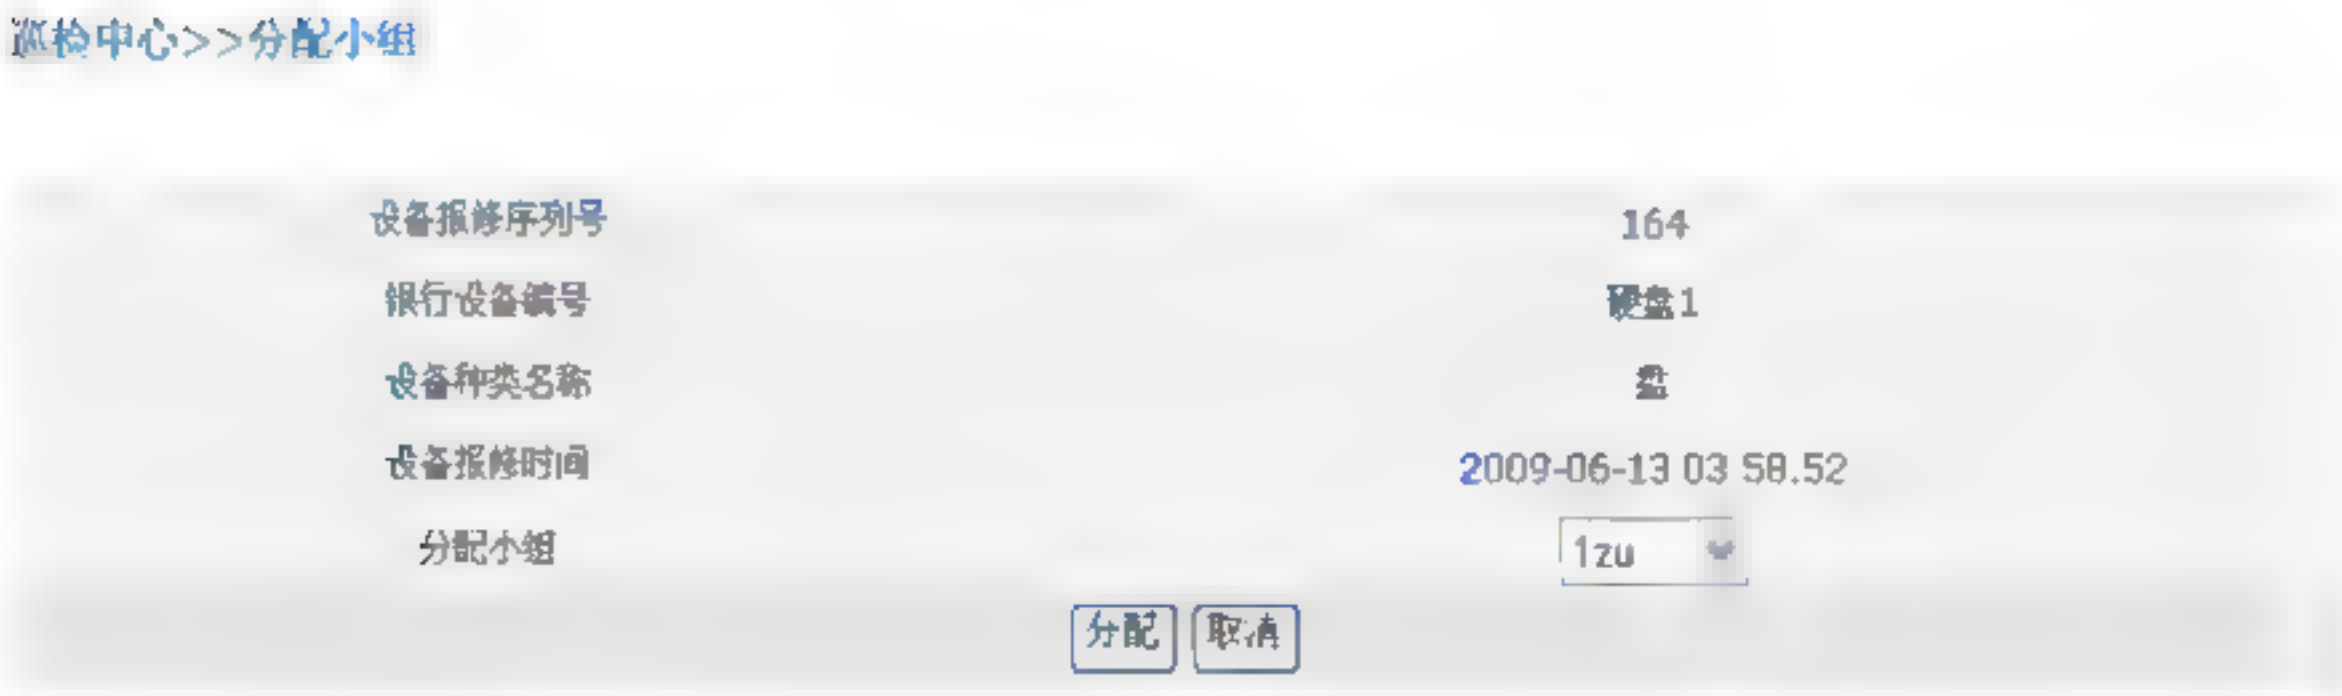 巡检中心>>分配小组
设备报修序列号 164
银行设备编号 硬盘1
设备种类名称 盘
设备报修时间 2009-06-13 03 58.52
分配小组 1zu
分配 取消